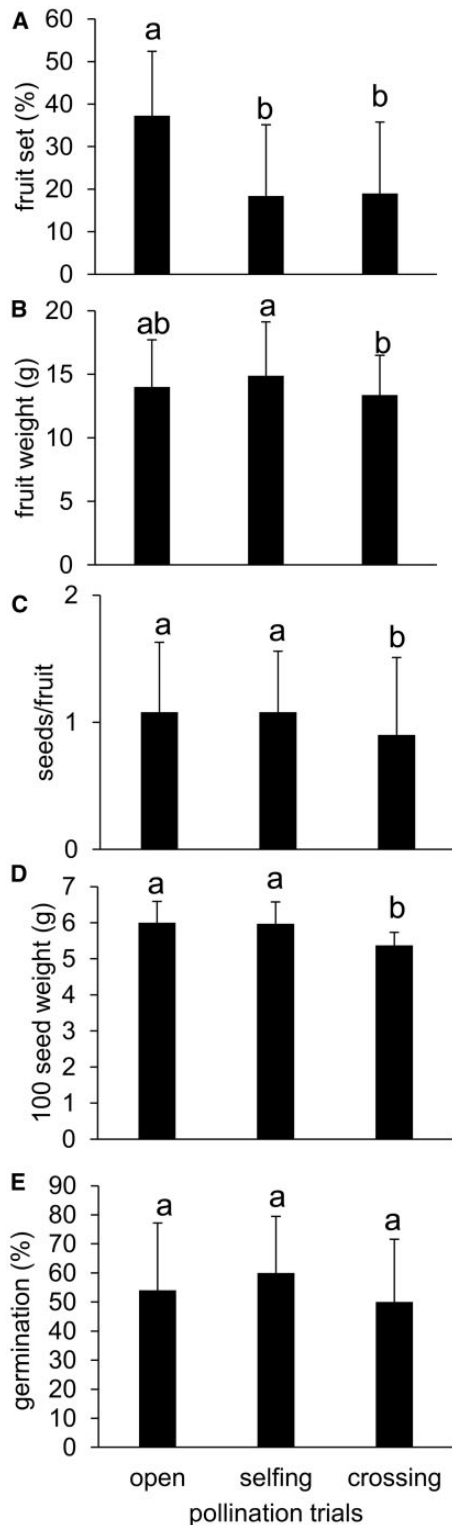 A
fruit set (%)
60
50
40
30
20
10
0
a
b
b
B
fruit weight (g)
20
15
10
5
0
ab
a
b
C
seeds/fruit
2
1
0
a
a
b
D
100 seed weight (g)
7
6
5
4
3
2
1
0
a
a
b
E
germination (%)
90
80
70
60
50
40
30
20
10
0
a
a
a
open selfing crossing
pollination trials